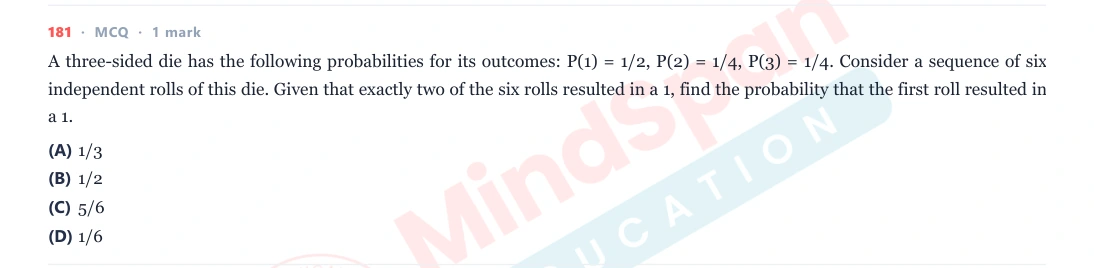 181 · MCQ · 1 mark
A three-sided die has the following probabilities for its outcomes: P(1) = 1/2, P(2) = 1/4, P(3) = 1/4. Consider a sequence of six
independent rolls of this die. Given that exactly two of the six rolls resulted in a 1, find the probability that the first roll resulted in
a 1.
(A) 1/3
(B) 1/2
(C) 5/6
(D) 1/6
MindSpan
UCATION